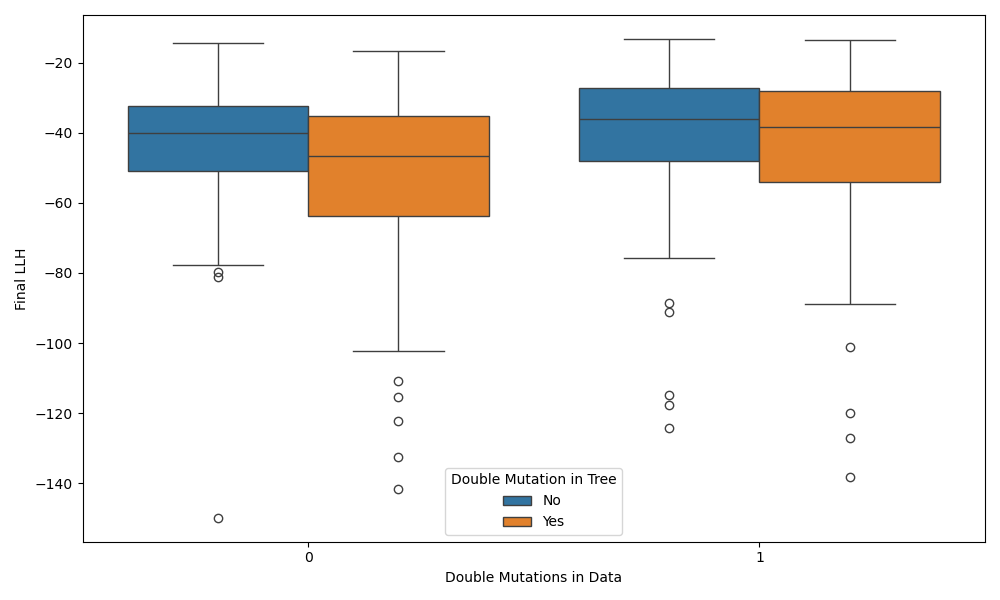 Final LLH
−20
−40
−60
−80
−100
−120
−140
Double Mutation in Tree
No
Yes
0
1
Double Mutations in Data